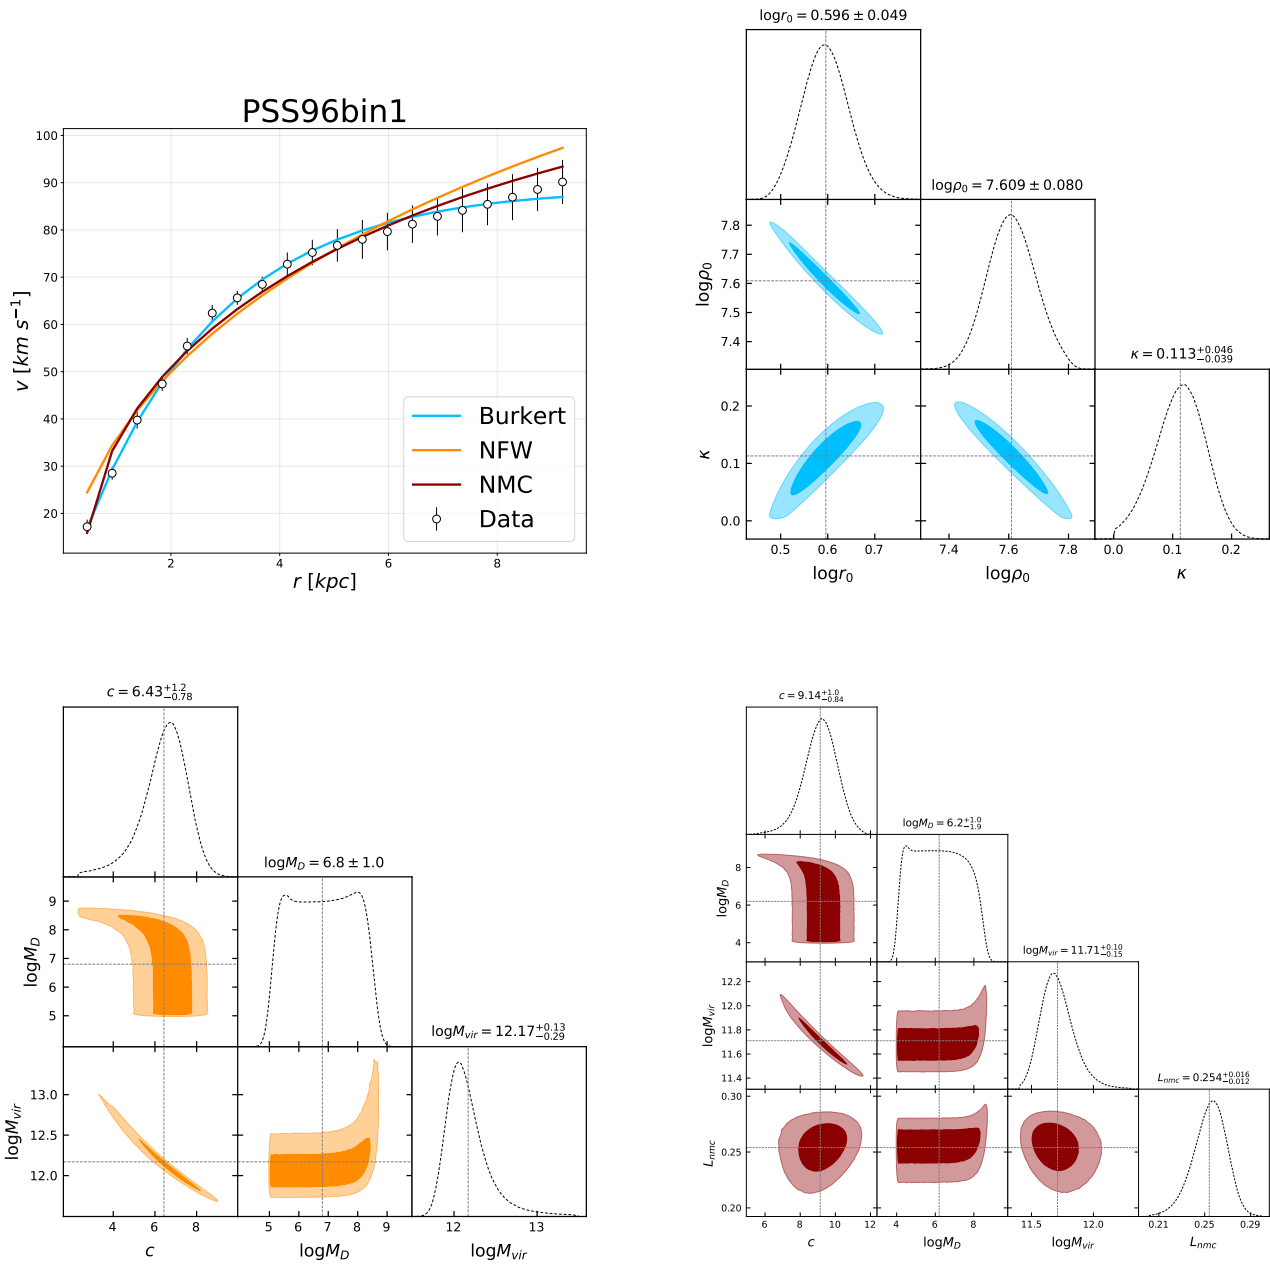 PSS96bin1
100
90
80
70
60
50
40
30
20
v [km s⁻¹]
Burkert
NFW
NMC
Data
2 4 6 8
r [kpc]
logr₀ = 0.596 ± 0.049
logρ₀ = 7.609 ± 0.080
7.8
7.7
7.6
7.5
7.4
logρ₀
κ = 0.113 +0.046 −0.039
0.2
0.1
0.0
κ
0.5 0.6 0.7 7.4 7.6 7.8 0.0 0.1 0.2
logr₀ logρ₀ κ
c = 6.43 +1.2 −0.78
logM_D = 6.8 ± 1.0
9
8
7
6
5
logM_D
logM_vir = 12.17 +0.13 −0.29
13.0
12.5
12.0
logM_vir
4 6 8 5 6 7 8 9 12 13
c logM_D logM_vir
c = 9.14 +1.0 −0.84
logM_D = 6.2 +1.0 −1.9
8
6
4
logM_D
logM_vir = 11.71 +0.10 −0.15
12.2
12.0
11.8
11.6
11.4
logM_vir
L_nmc = 0.254 +0.016 −0.012
0.30
0.25
0.20
L_nmc
6 8 10 12 4 6 8 11.5 12.0 0.21 0.25 0.29
c logM_D logM_vir L_nmc